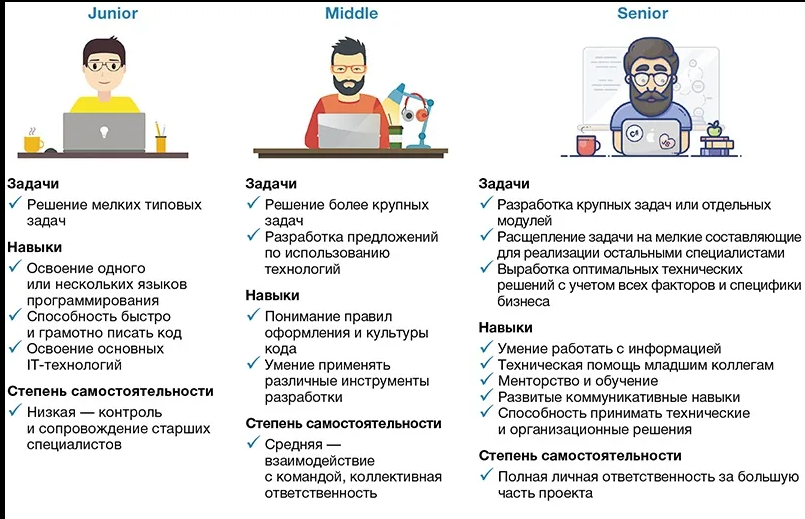 Junior
Задачи
Решение мелких типовых
задач
Навыки
Освоение одного
или нескольких языков
программирования
Способность быстро
и грамотно писать код
Освоение основных
IT-технологий
Степень самостоятельности
Низкая — контроль
и сопровождение старших
специалистов
Middle
Задачи
Решение более крупных
задач
Разработка предложений
по использованию
технологий
Навыки
Понимание правил
оформления и культуры
кода
Умение применять
различные инструменты
разработки
Степень самостоятельности
Средняя —
взаимодействие
с командой, коллективная
ответственность
Senior
C#
Задачи
Разработка крупных задач или отдельных
модулей
Расщепление задачи на мелкие составляющие
для реализации остальными специалистами
Выработка оптимальных технических
решений с учетом всех факторов и специфики
бизнеса
Навыки
Умение работать с информацией
Техническая помощь младшим коллегам
Менторство и обучение
Развитые коммуникативные навыки
Способность принимать технические
и организационные решения
Степень самостоятельности
Полная личная ответственность за большую
часть проекта